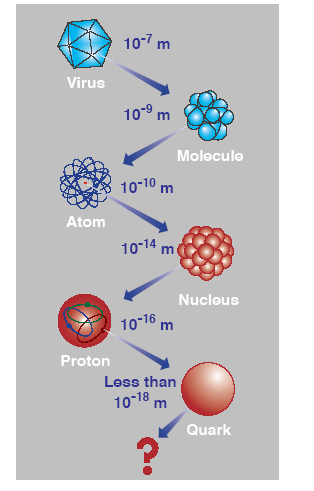 10⁻⁷ m
Virus
10⁻⁹ m
Molecule
10⁻¹⁰ m
Atom
10⁻¹⁴ m
Nucleus
10⁻¹⁶ m
Proton
Less than
10⁻¹⁸ m
Quark
?